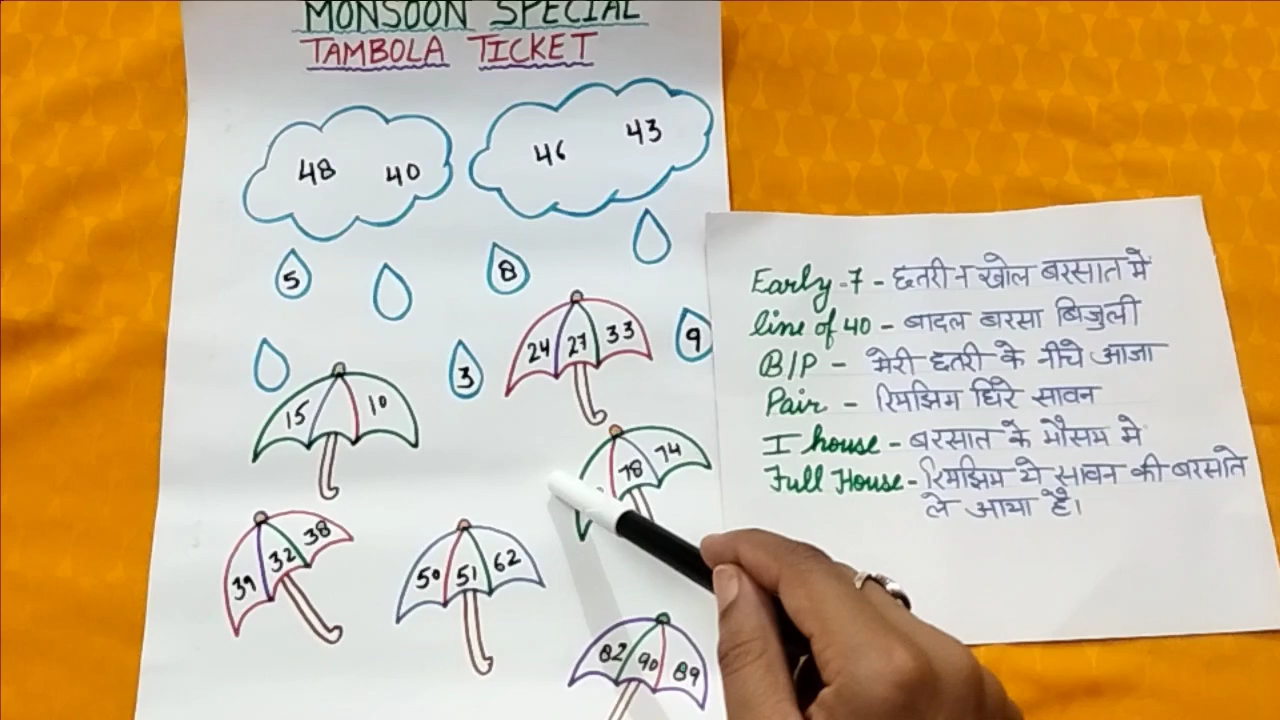 MONSOON SPECIAL
TAMBOLA TICKET
48 40
46 43
5
8
24 27 33
9
3
15 10
78 74
39 32 38
50 51 62
82 90 89
Early-7 - छतरी न खोल बरसात में
line of 40 - बादल बरसा बिजुली
B/P - मेरी छतरी के नीचे आजा
Pair - रिमझिम घिरे सावन
I house - बरसात के मौसम में
Full House - रिमझिम ये सावन की बरसाते
ले आया है।